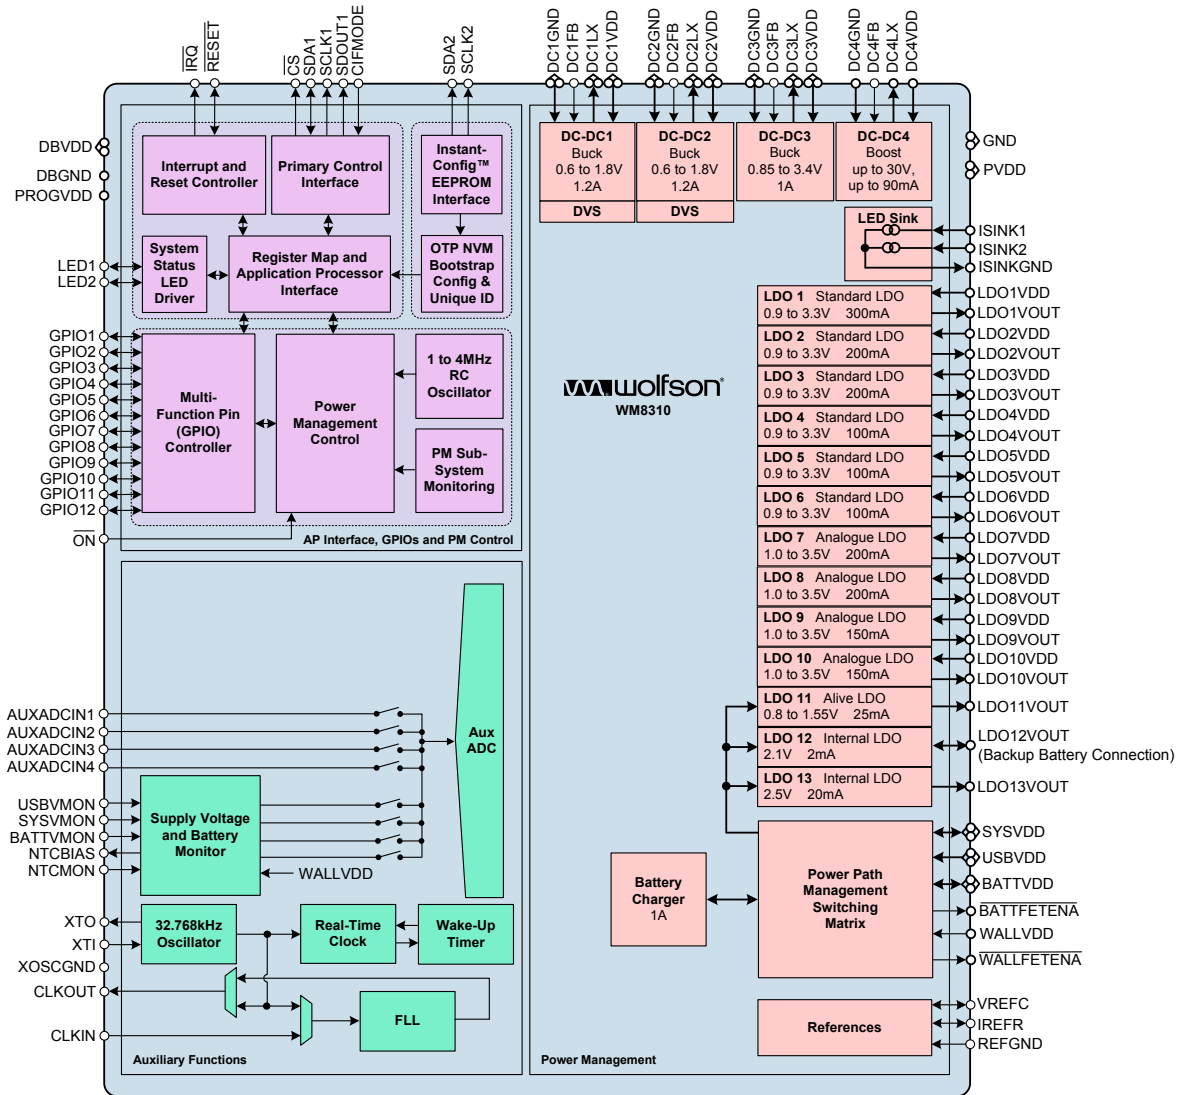 IRQ
RESET
CS
SDA1
SCLK1
SDOUT1
CIFMODE
SDA2
SCLK2
DC1GND
DC1FB
DC1LX
DC1VDD
DC2GND
DC2FB
DC2LX
DC2VDD
DC3GND
DC3FB
DC3LX
DC3VDD
DC4GND
DC4FB
DC4LX
DC4VDD
DBVDD
DBGND
PROGVDD
LED1
LED2
GPIO1
GPIO2
GPIO3
GPIO4
GPIO5
GPIO6
GPIO7
GPIO8
GPIO9
GPIO10
GPIO11
GPIO12
ON
Interrupt and
Reset Controller
Primary Control
Interface
Instant-
Config™
EEPROM
Interface
System
Status
LED
Driver
Register Map and
Application Processor
Interface
OTP NVM
Bootstrap
Config &
Unique ID
Multi-
Function Pin
(GPIO)
Controller
Power
Management
Control
1 to 4MHz
RC
Oscillator
PM Sub-
System
Monitoring
AP Interface, GPIOs and PM Control
AUXADCIN1
AUXADCIN2
AUXADCIN3
AUXADCIN4
USBVMON
SYSVMON
BATTVMON
NTCBIAS
NTCMON
XTO
XTI
XOSCGND
CLKOUT
CLKIN
Aux
ADC
Supply Voltage
and Battery
Monitor
WALLVDD
32.768kHz
Oscillator
Real-Time
Clock
Wake-Up
Timer
FLL
Auxiliary Functions
DC-DC1
Buck
0.6 to 1.8V
1.2A
DVS
DC-DC2
Buck
0.6 to 1.8V
1.2A
DVS
DC-DC3
Buck
0.85 to 3.4V
1A
DC-DC4
Boost
up to 30V,
up to 90mA
LED Sink
wolfson®
WM8310
LDO 1 Standard LDO
0.9 to 3.3V 300mA
LDO 2 Standard LDO
0.9 to 3.3V 200mA
LDO 3 Standard LDO
0.9 to 3.3V 200mA
LDO 4 Standard LDO
0.9 to 3.3V 100mA
LDO 5 Standard LDO
0.9 to 3.3V 100mA
LDO 6 Standard LDO
0.9 to 3.3V 100mA
LDO 7 Analogue LDO
1.0 to 3.5V 200mA
LDO 8 Analogue LDO
1.0 to 3.5V 200mA
LDO 9 Analogue LDO
1.0 to 3.5V 150mA
LDO 10 Analogue LDO
1.0 to 3.5V 150mA
LDO 11 Alive LDO
0.8 to 1.55V 25mA
LDO 12 Internal LDO
2.1V 2mA
LDO 13 Internal LDO
2.5V 20mA
Battery
Charger
1A
Power Path
Management
Switching
Matrix
References
Power Management
GND
PVDD
ISINK1
ISINK2
ISINKGND
LDO1VDD
LDO1VOUT
LDO2VDD
LDO2VOUT
LDO3VDD
LDO3VOUT
LDO4VDD
LDO4VOUT
LDO5VDD
LDO5VOUT
LDO6VDD
LDO6VOUT
LDO7VDD
LDO7VOUT
LDO8VDD
LDO8VOUT
LDO9VDD
LDO9VOUT
LDO10VDD
LDO10VOUT
LDO11VOUT
LDO12VOUT
(Backup Battery Connection)
LDO13VOUT
SYSVDD
USBVDD
BATTVDD
BATTFETENA
WALLVDD
WALLFETENA
VREFC
IREFR
REFGND